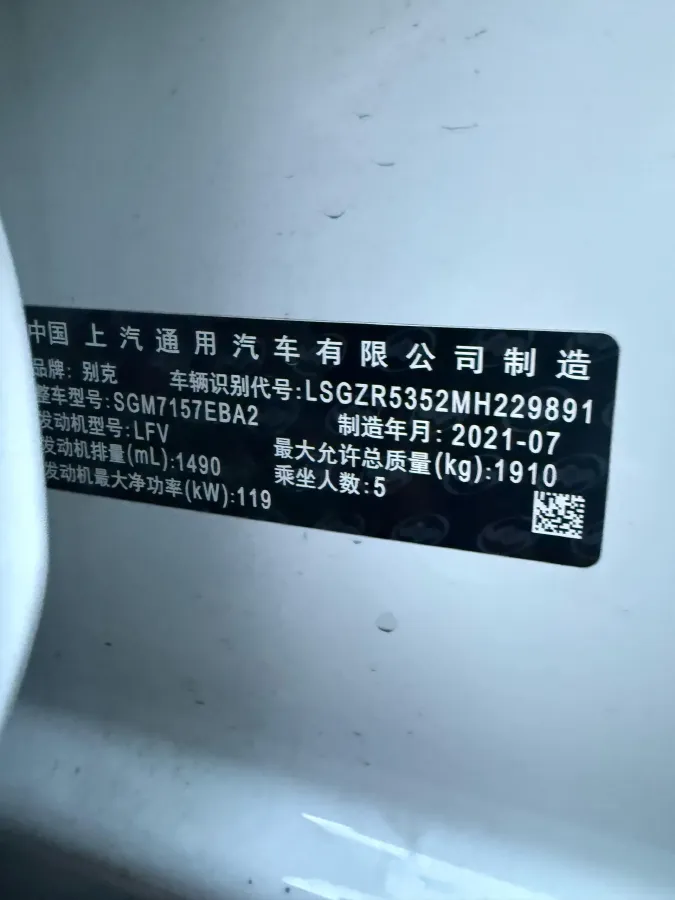 中国 上汽通用汽车有限公司制造
品牌: 别克 车辆识别代号:LSGZR5352MH229891
整车型号:SGM7157EBA2 制造年月: 2021-07
发动机型号:LFV 最大允许总质量(kg):1910
发动机排量(mL):1490 乘坐人数:5
发动机最大净功率(kW):119